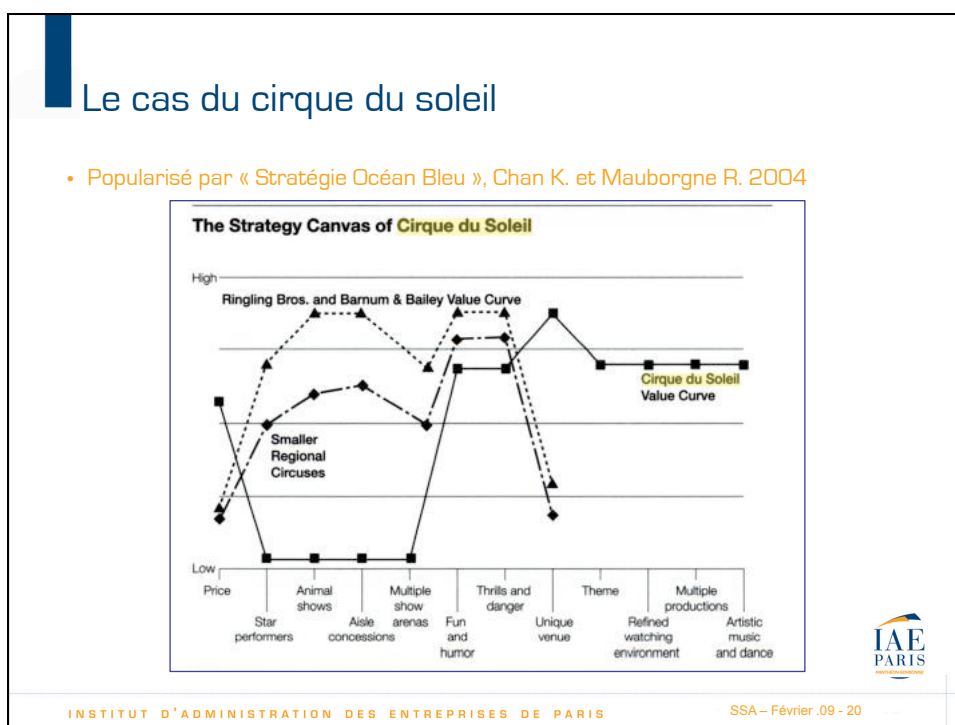 Le cas du cirque du soleil
• Popularisé par « Stratégie Océan Bleu », Chan K. et Mauborgne R. 2004
The Strategy Canvas of Cirque du Soleil
High
Ringling Bros. and Barnum & Bailey Value Curve
Cirque du Soleil
Value Curve
Smaller
Regional
Circuses
Low
Price
Star
performers
Animal
shows
Aisle
concessions
Multiple
show
arenas
Fun
and
humor
Thrills and
danger
Unique
venue
Theme
Refined
watching
environment
Multiple
productions
Artistic
music
and dance
IAE
PARIS
INSTITUT D'ADMINISTRATION DES ENTREPRISES DE PARIS
SSA – Février .09 - 20